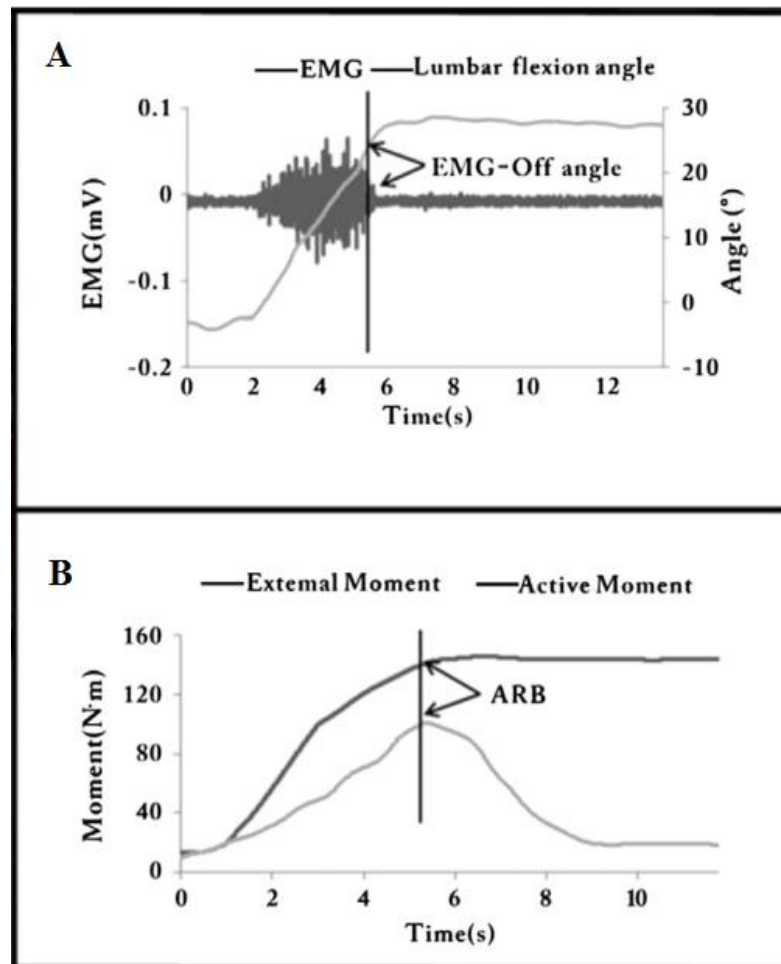 A
EMG
Lumbar flexion angle
0.1
0
-0.1
-0.2
EMG(mV)
30
20
10
0
-10
Angle (°)
EMG-Off angle
0 2 4 6 8 10 12
Time(s)
B
External Moment
Active Moment
160
120
80
40
0
Moment(N·m)
ARB
0 2 4 6 8 10
Time(s)